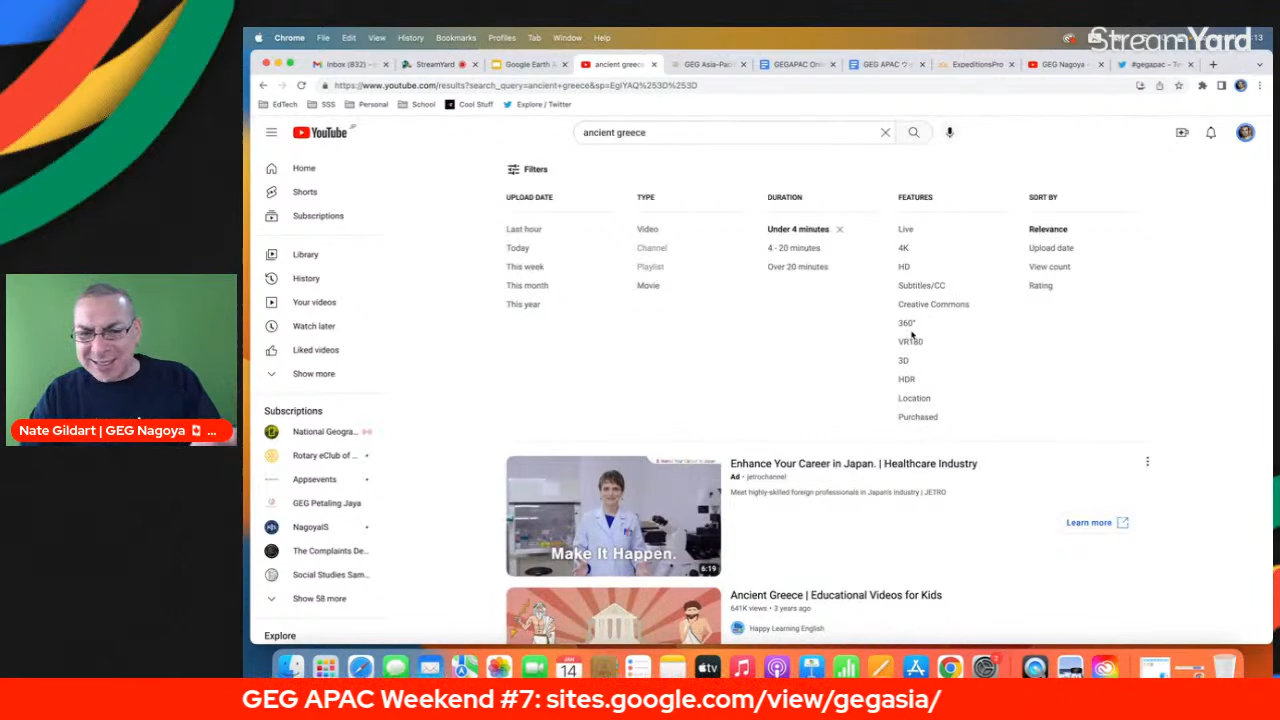 StreamYard
Chrome File Edit View History Bookmarks Profiles Tab Window Help
Inbox (832) StreamYard Google Earth ancient greece GEG Asia-Pac GEGAPAC Onl GEG APAC ウィ ExpeditionsPro GEG Nagoya - #gegapac - Tw
https://www.youtube.com/results?search_query=ancient+greece&sp=EgIYAQ%253D%253D
EdTech SSS Personal School Cool Stuff Explore / Twitter
YouTube JP
ancient greece
Home
Shorts
Subscriptions
Library
History
Your videos
Watch later
Liked videos
Show more
Subscriptions
National Geogra...
Rotary eClub of ...
Appsevents
GEG Petaling Jaya
NagoyaIS
The Complaints De...
Social Studies Sam...
Show 58 more
Explore
Filters
UPLOAD DATE
Last hour
Today
This week
This month
This year
TYPE
Video
Channel
Playlist
Movie
DURATION
Under 4 minutes
4 - 20 minutes
Over 20 minutes
FEATURES
Live
4K
HD
Subtitles/CC
Creative Commons
360°
VR180
3D
HDR
Location
Purchased
SORT BY
Relevance
Upload date
View count
Rating
Make It Happen.
6:19
Enhance Your Career in Japan. | Healthcare Industry
Ad • jetrochannel
Meet highly-skilled foreign professionals in Japan's industry | JETRO
Learn more
Ancient Greece | Educational Videos for Kids
641K views • 3 years ago
Happy Learning English
Nate Gildart | GEG Nagoya ...
JAN
14
tv
GEG APAC Weekend #7: sites.google.com/view/gegasia/